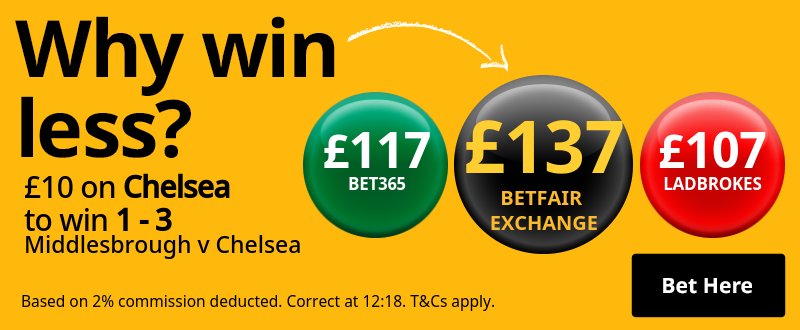 Why win
less?
£10 on Chelsea
to win 1 - 3
Middlesbrough v Chelsea
£117
BET365
£137
BETFAIR
EXCHANGE
£107
LADBROKES
Bet Here
Based on 2% commission deducted. Correct at 12:18. T&Cs apply.